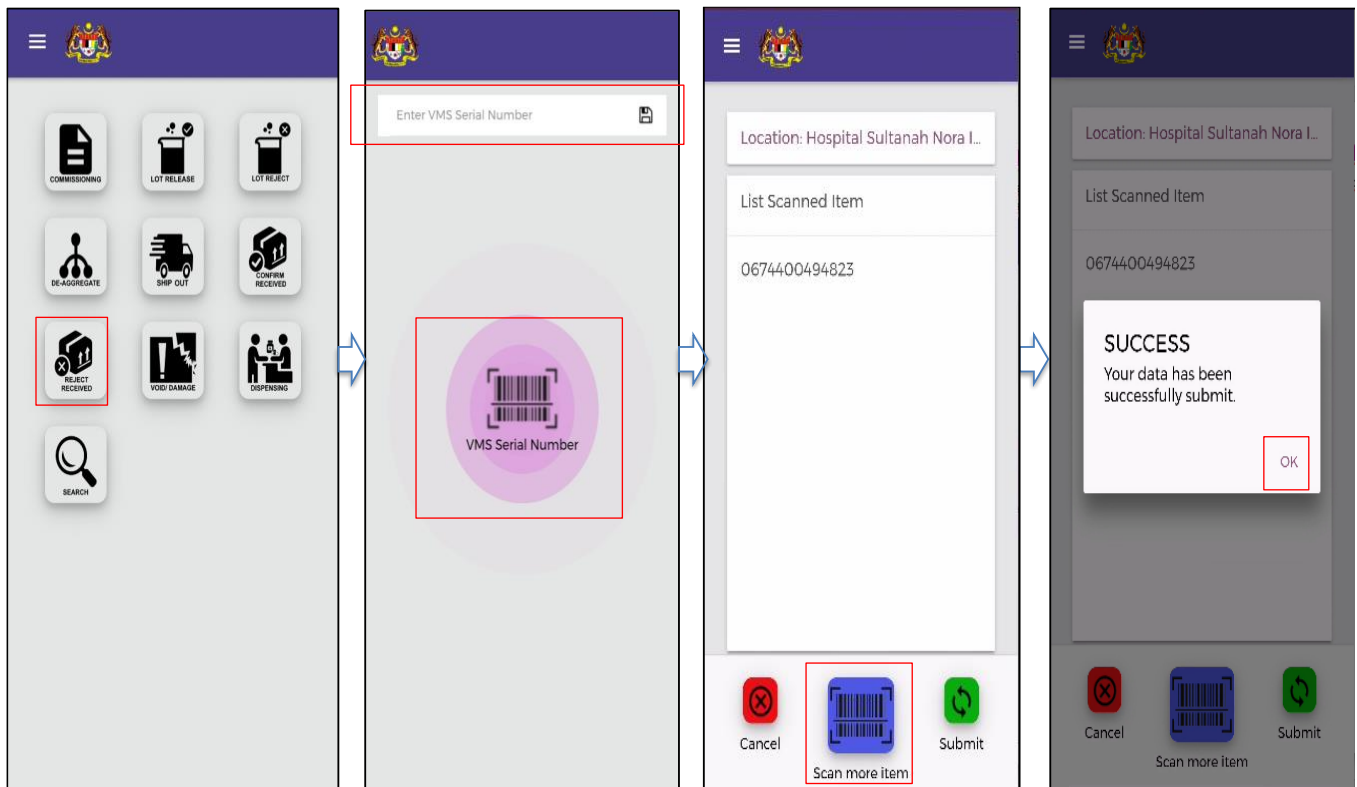 COMMISSIONING
LOT RELEASE
LOT REJECT
DE-AGGREGATE
SHIP OUT
CONFIRM
RECEIVED
REJECT
RECEIVED
VOID/ DAMAGE
DISPENSING
SEARCH
Enter VMS Serial Number
VMS Serial Number
Location: Hospital Sultanah Nora I...
List Scanned Item
0674400494823
Cancel
Scan more item
Submit
Location: Hospital Sultanah Nora I...
List Scanned Item
0674400494823
SUCCESS
Your data has been
successfully submit.
OK
Cancel
Scan more item
Submit